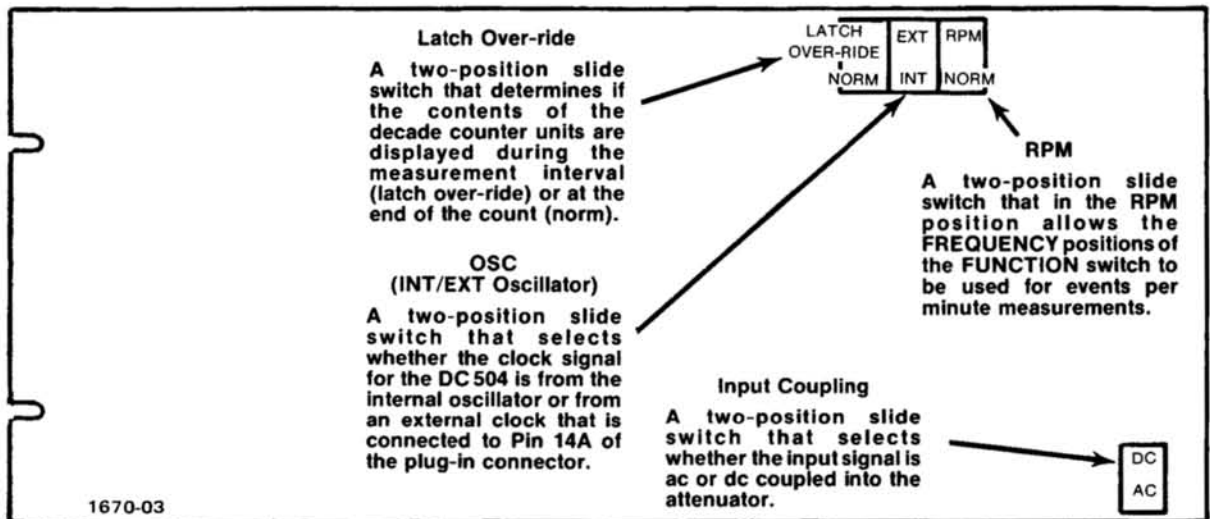 Latch Over-ride
A two-position slide
switch that determines if
the contents of the
decade counter units are
displayed during the
measurement interval
(latch over-ride) or at the
end of the count (norm).
OSC
(INT/EXT Oscillator)
A two-position slide
switch that selects
whether the clock signal
for the DC 504 is from the
internal oscillator or from
an external clock that is
connected to Pin 14A of
the plug-in connector.
LATCH
OVER-RIDE
NORM
EXT
INT
RPM
NORM
RPM
A two-position slide
switch that in the RPM
position allows the
FREQUENCY positions of
the FUNCTION switch to
be used for events per
minute measurements.
Input Coupling
A two-position slide
switch that selects
whether the input signal is
ac or dc coupled into the
attenuator.
DC
AC
1670-03